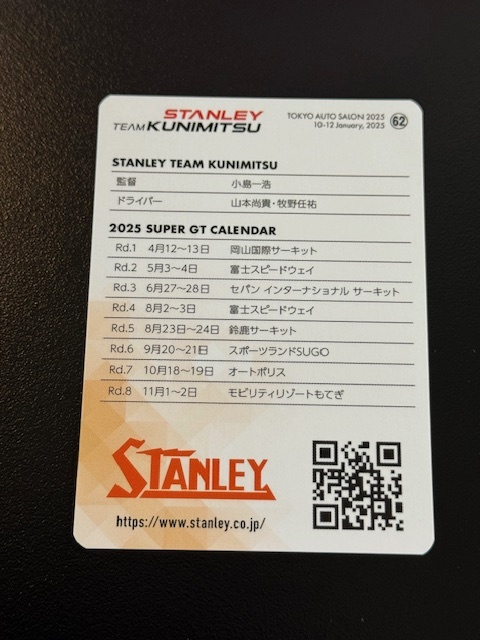 STANLEY
TEAM KUNIMITSU
TOKYO AUTO SALON 2025
10-12 January, 2025
62
STANLEY TEAM KUNIMITSU
監督 小島一浩
ドライバー 山本尚貴・牧野任祐
2025 SUPER GT CALENDAR
Rd.1 4月12〜13日 岡山国際サーキット
Rd.2 5月3〜4日 富士スピードウェイ
Rd.3 6月27〜28日 セパン インターナショナル サーキット
Rd.4 8月2〜3日 富士スピードウェイ
Rd.5 8月23日〜24日 鈴鹿サーキット
Rd.6 9月20〜21日 スポーツランドSUGO
Rd.7 10月18〜19日 オートポリス
Rd.8 11月1〜2日 モビリティリゾートもてぎ
STANLEY
https://www.stanley.co.jp/